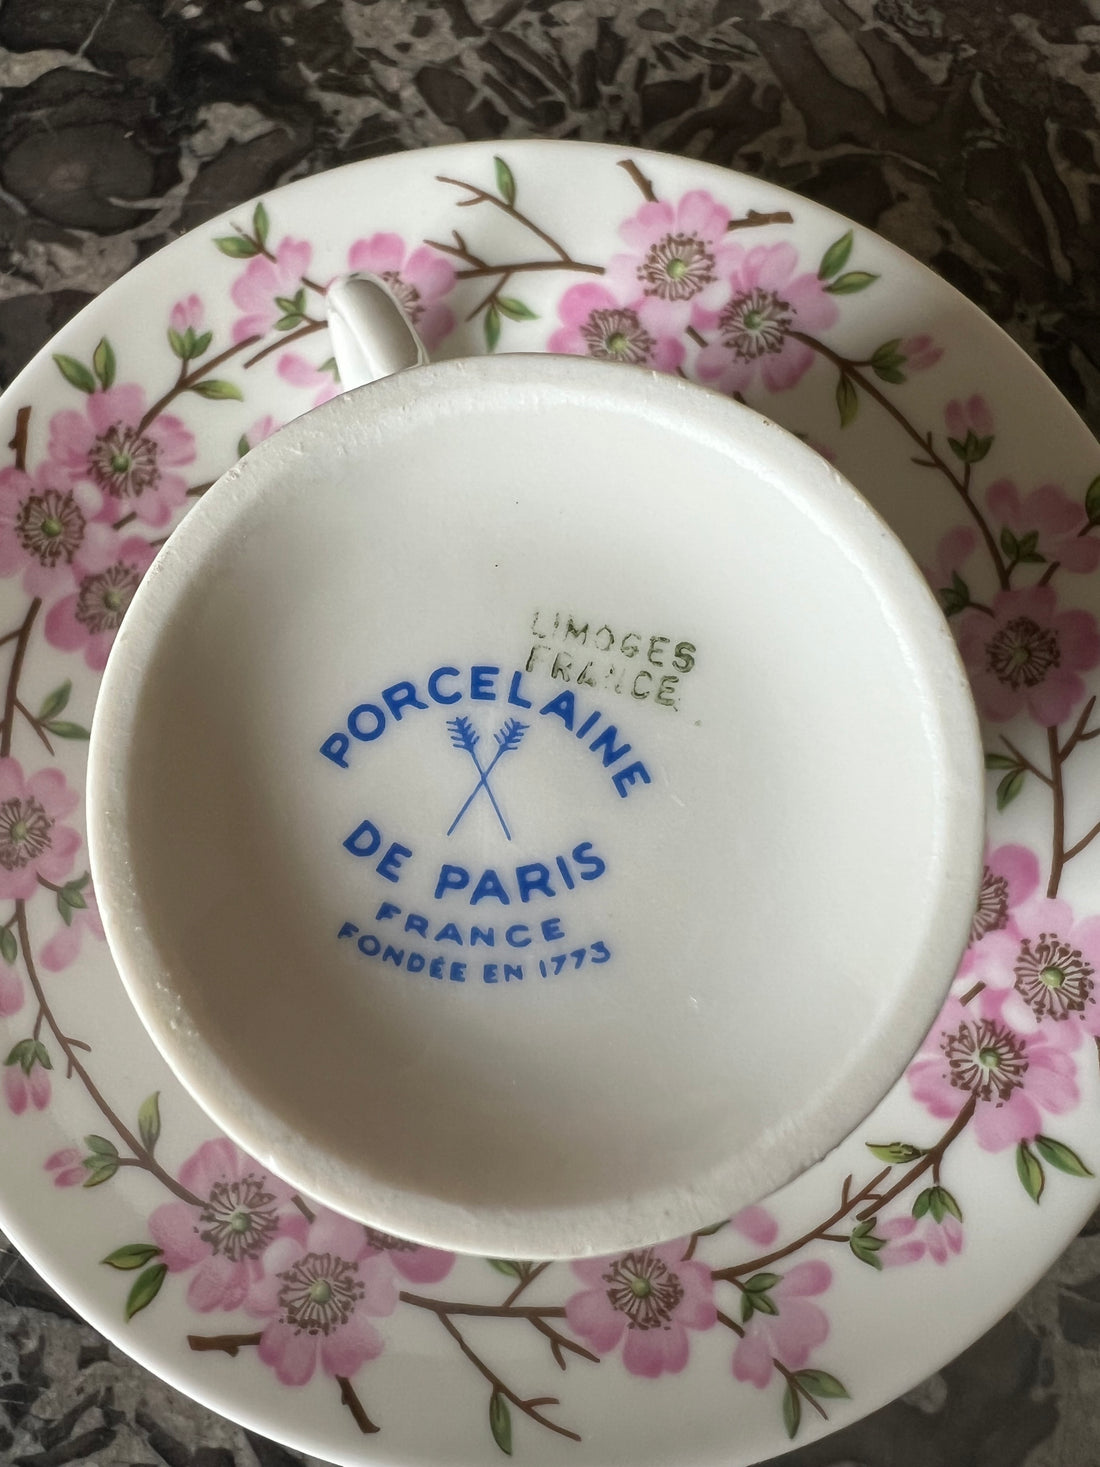 LIMOGES
FRANCE
PORCELAINE
DE PARIS
FRANCE
FONDÉE EN 1773